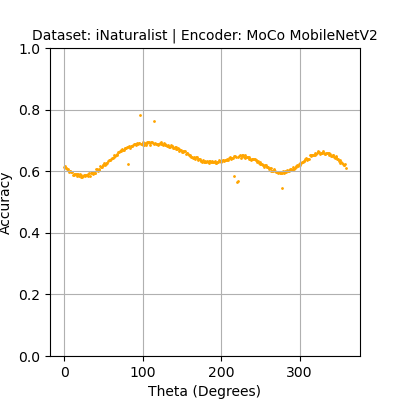 Dataset: iNaturalist | Encoder: MoCo MobileNetV2
1.0
0.8
0.6
0.4
0.2
0.0
Accuracy
0 100 200 300
Theta (Degrees)